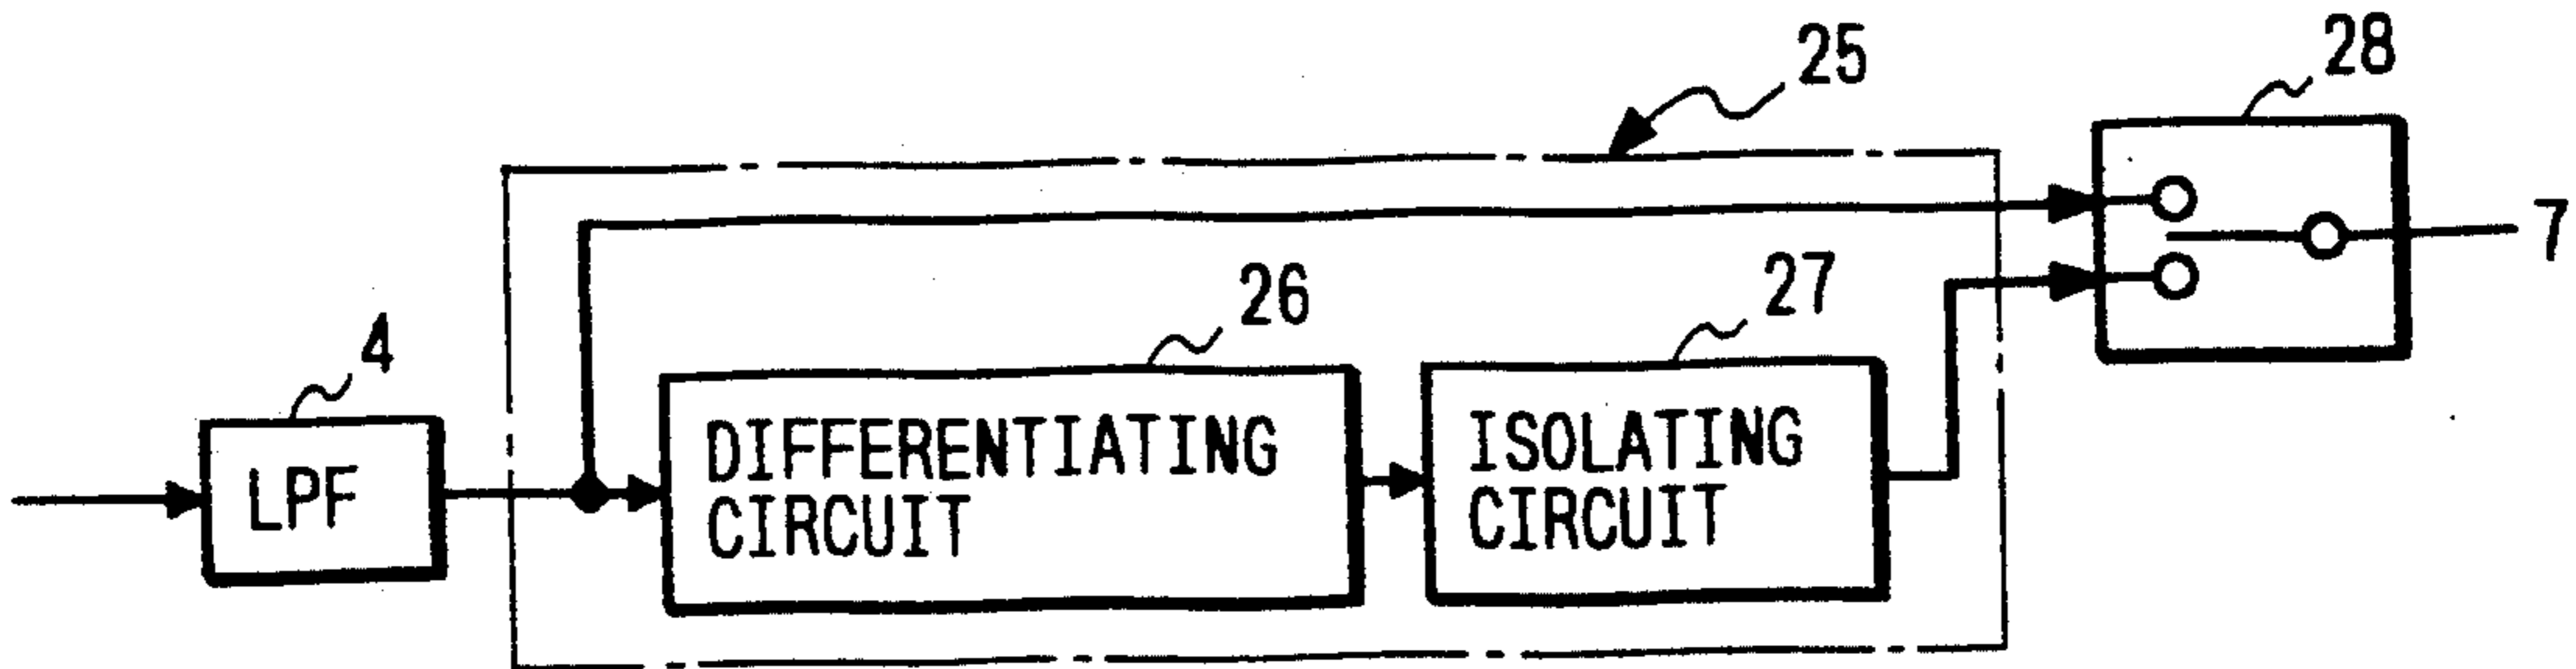 25
28
7
26
27
4
DIFFERENTIATING
CIRCUIT
ISOLATING
CIRCUIT
LPF